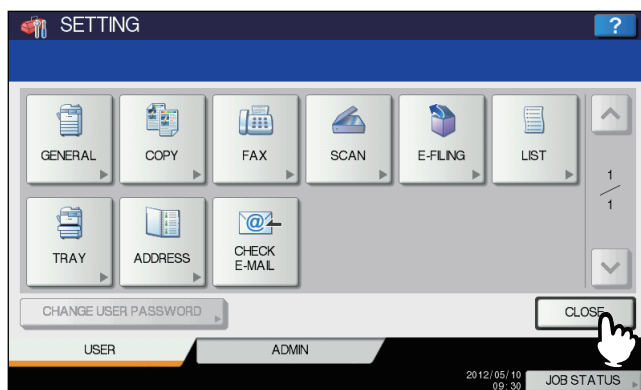 SETTING
?
GENERAL
COPY
FAX
SCAN
E-FILING
LIST
1
1
TRAY
ADDRESS
@
CHECK
E-MAIL
CHANGE USER PASSWORD
CLOSE
USER
ADMIN
2012/05/10
09:30
JOB STATUS